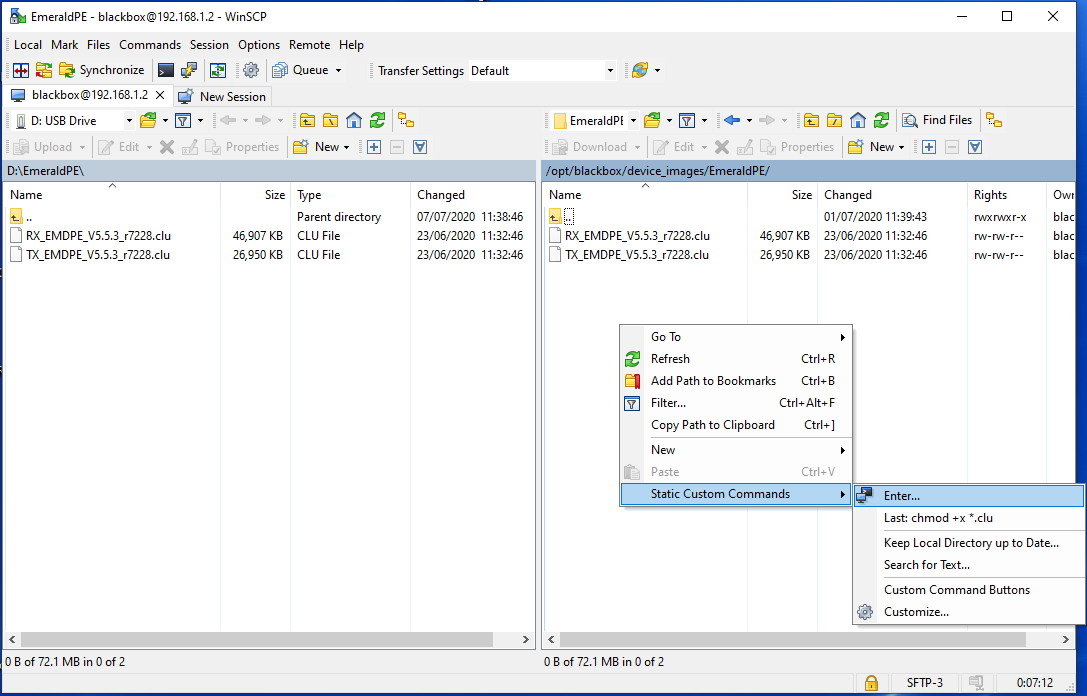 EmeraldPE - blackbox@192.168.1.2 - WinSCP
Local Mark Files Commands Session Options Remote Help
Synchronize Queue Transfer Settings Default
blackbox@192.168.1.2 New Session
D: USB Drive EmeraldPE Find Files
Upload Edit Properties New Download Edit Properties New
D:\EmeraldPE\ /opt/blackbox/device_images/EmeraldPE/
Name Size Type Changed Name Size Changed Rights Own
.. Parent directory 07/07/2020 11:38:46 .. 01/07/2020 11:39:43 rwxrwxr-x blac
RX_EMDPE_V5.5.3_r7228.clu 46,907 KB CLU File 23/06/2020 11:32:46 RX_EMDPE_V5.5.3_r7228.clu 46,907 KB 23/06/2020 11:32:46 rw-rw-r-- blac
TX_EMDPE_V5.5.3_r7228.clu 26,950 KB CLU File 23/06/2020 11:32:46 TX_EMDPE_V5.5.3_r7228.clu 26,950 KB 23/06/2020 11:32:46 rw-rw-r-- blac
Go To
Refresh Ctrl+R
Add Path to Bookmarks Ctrl+B
Filter... Ctrl+Alt+F
Copy Path to Clipboard Ctrl+]
New
Paste Ctrl+V
Static Custom Commands
Enter...
Last: chmod +x *.clu
Keep Local Directory up to Date...
Search for Text...
Custom Command Buttons
Customize...
0 B of 72.1 MB in 0 of 2 0 B of 72.1 MB in 0 of 2
SFTP-3 0:07:12